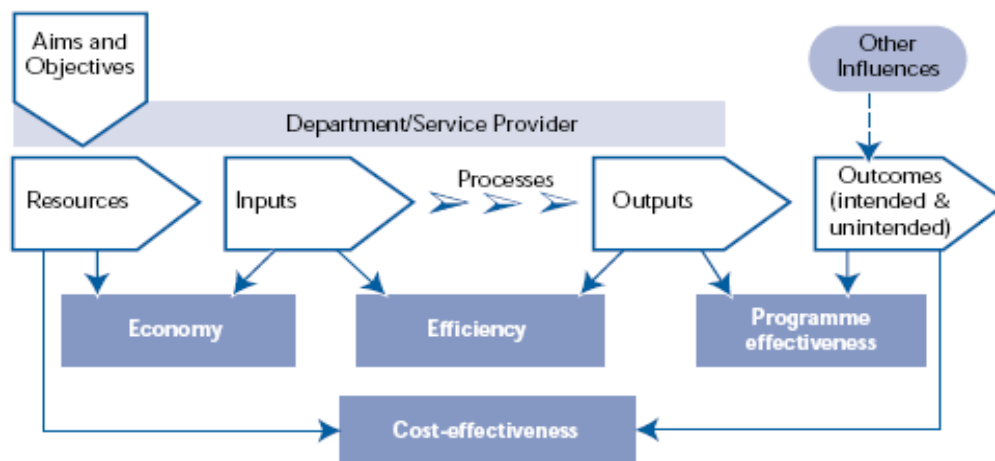 Aims and
Objectives
Other
Influences
Department/Service Provider
Resources
Inputs
Processes
Outputs
Outcomes
(intended &
unintended)
Economy
Efficiency
Programme
effectiveness
Cost-effectiveness